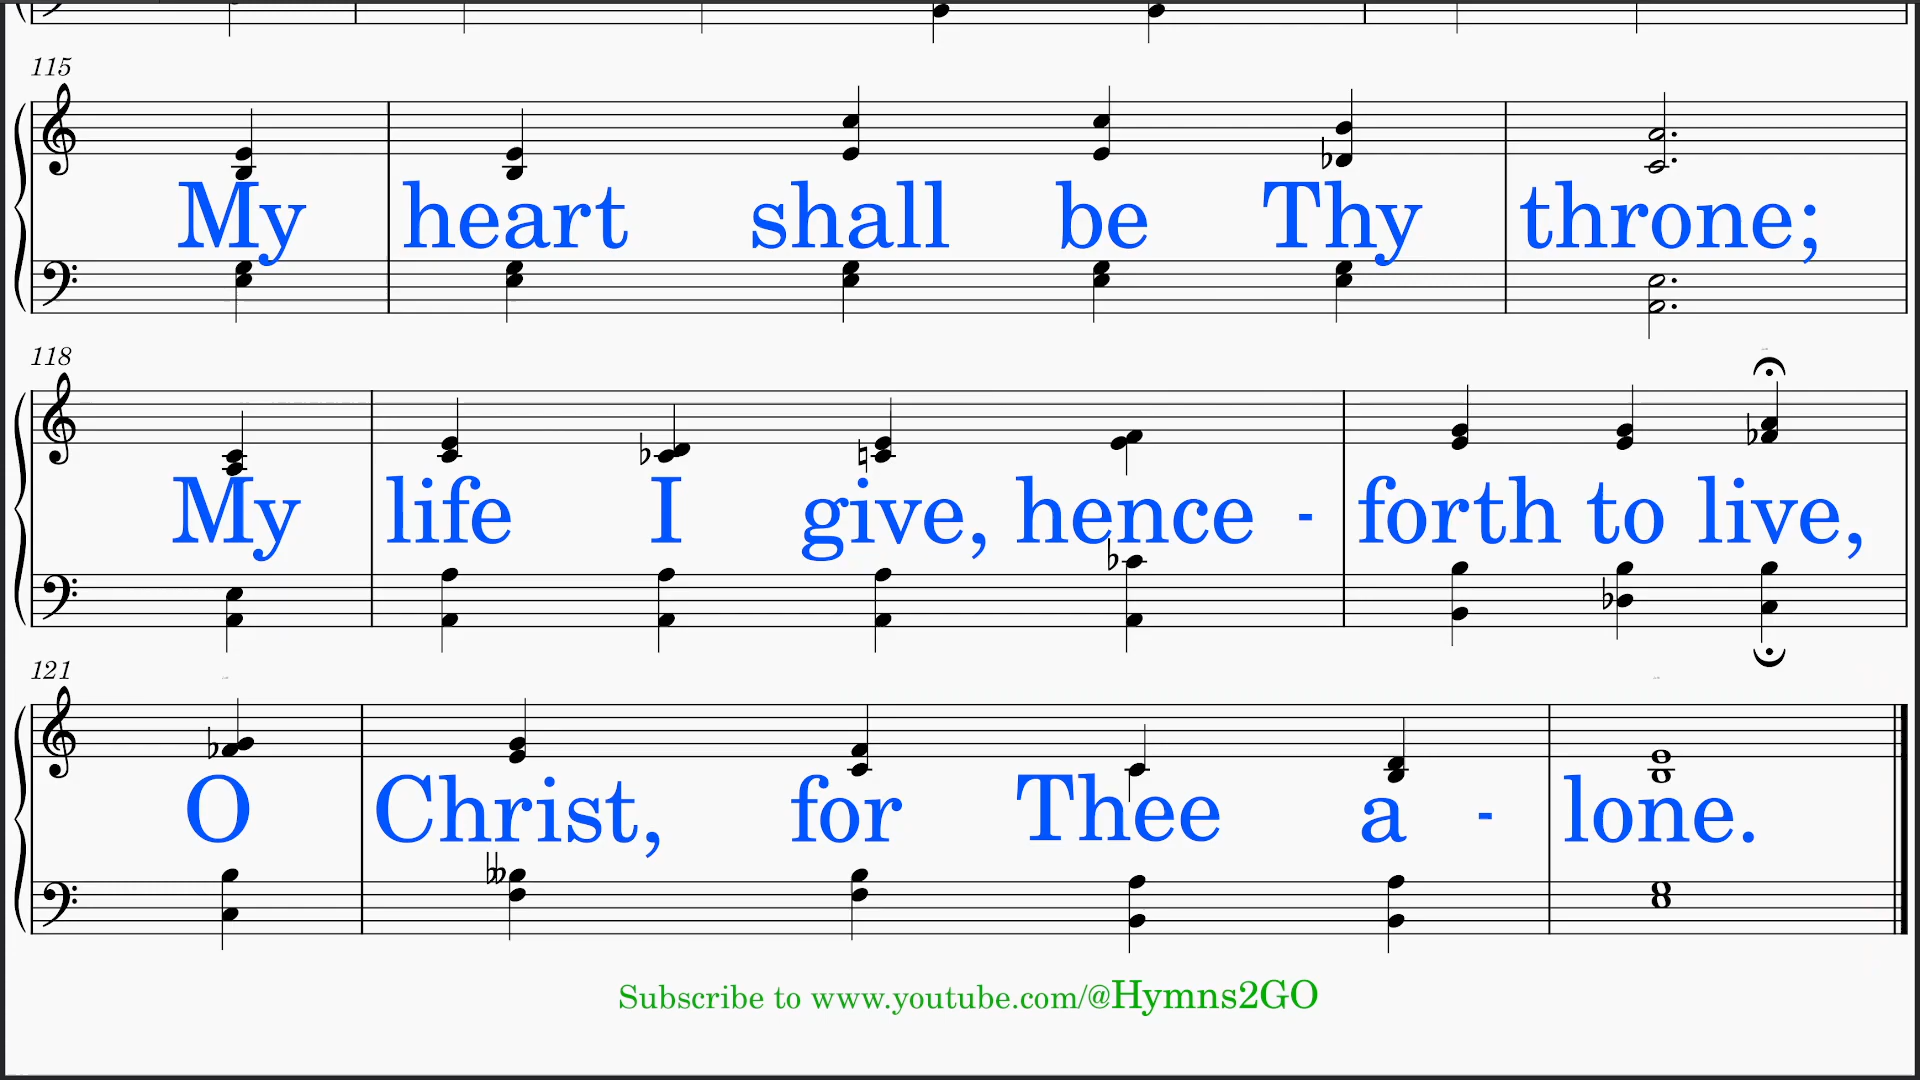 115
My heart shall be Thy throne;
118
My life I give, hence - forth to live,
121
O Christ, for Thee a - lone.
Subscribe to www.youtube.com/@Hymns2GO